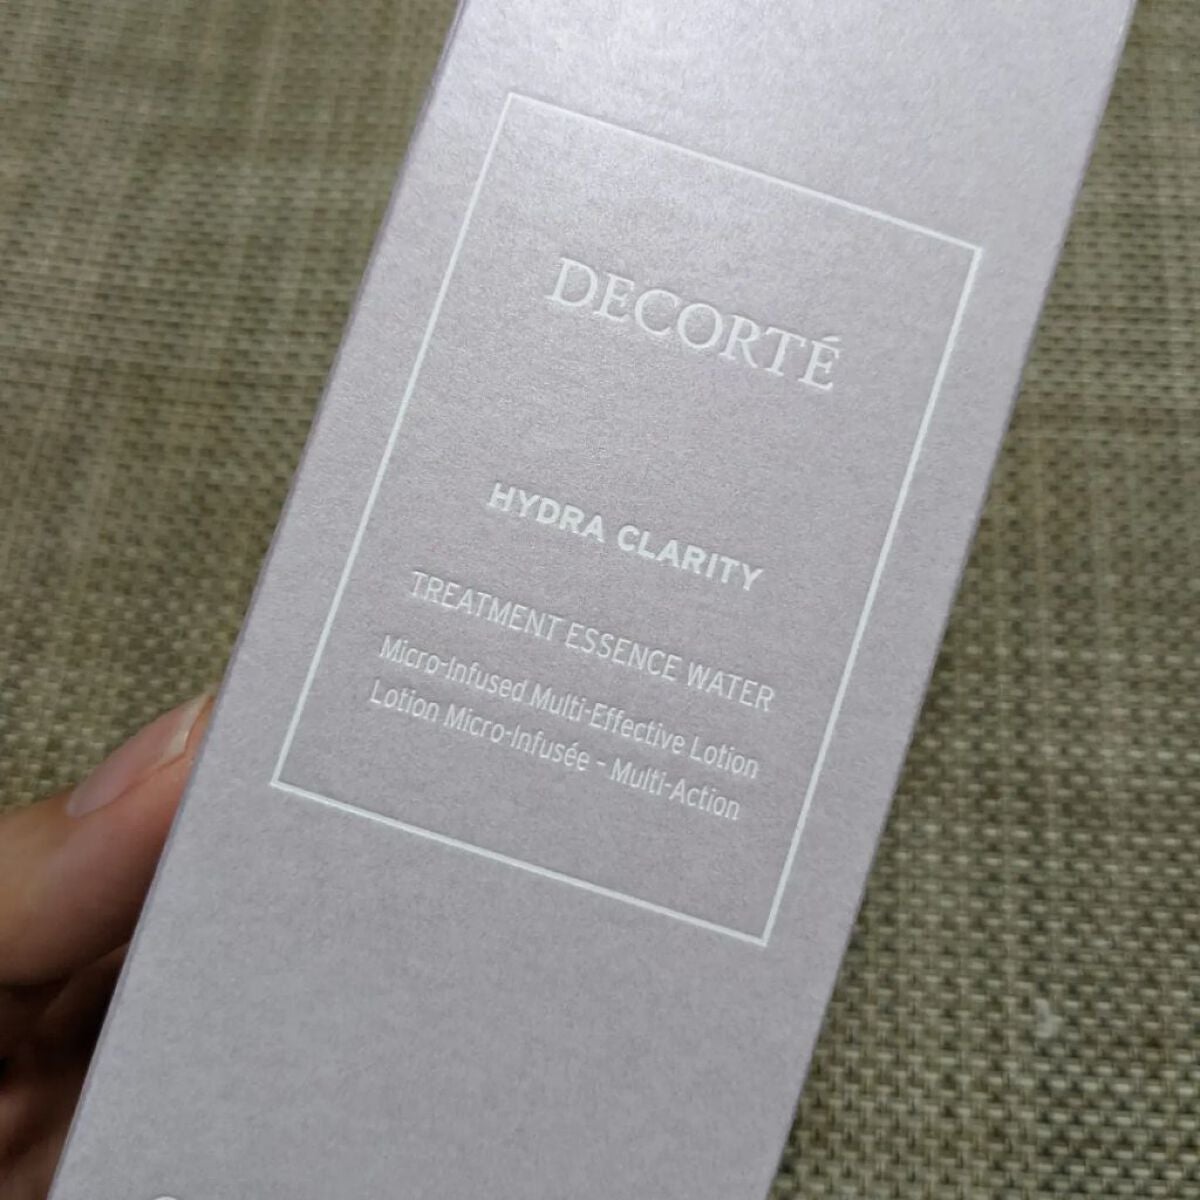 DECORTÉ
HYDRA CLARITY
TREATMENT ESSENCE WATER
Micro-Infused Multi-Effective Lotion
Lotion Micro-Infusée - Multi-Action